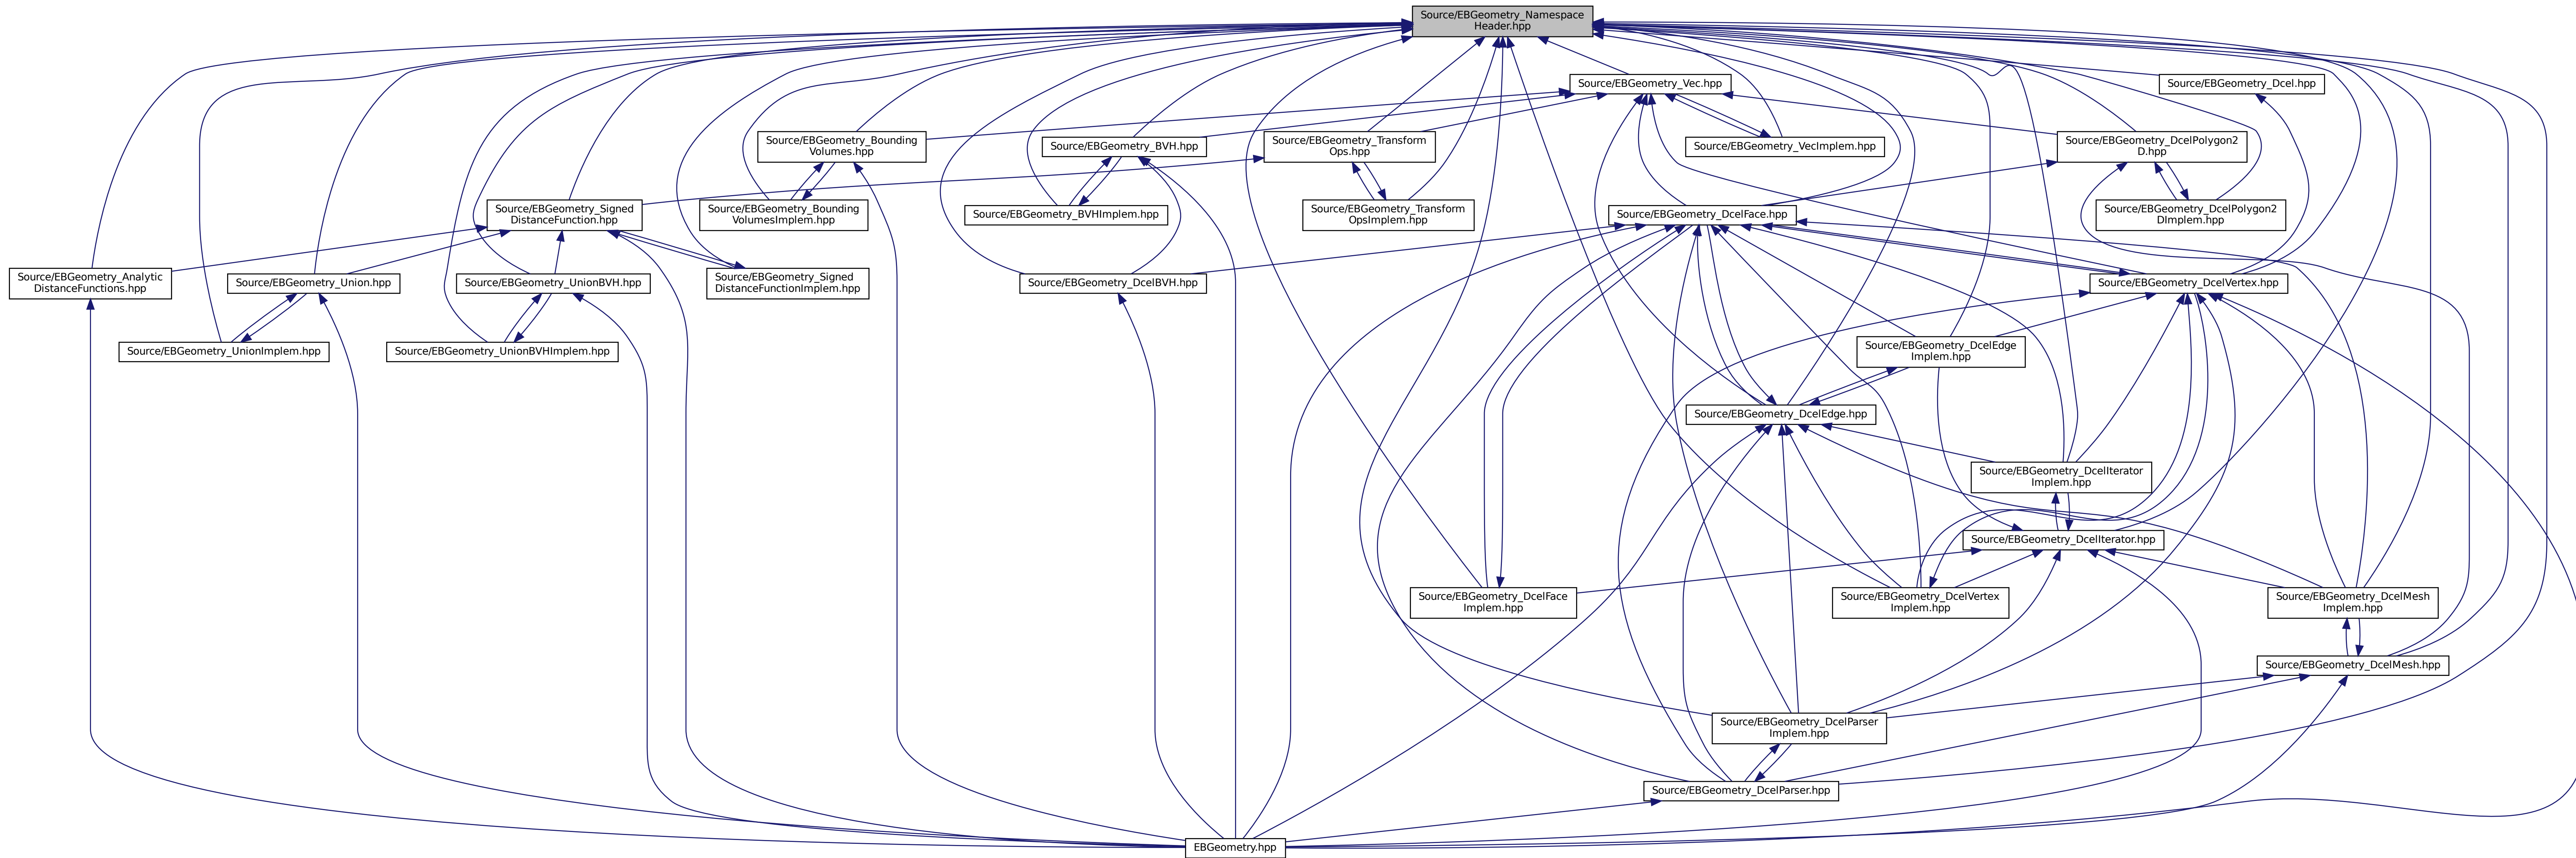 Source/EBGeometry_Namespace
Header.hpp
Source/EBGeometry_Vec.hpp
Source/EBGeometry_Dcel.hpp
Source/EBGeometry_Bounding
Volumes.hpp
Source/EBGeometry_BVH.hpp
Source/EBGeometry_Transform
Ops.hpp
Source/EBGeometry_VecImplem.hpp
Source/EBGeometry_DcelPolygon2
D.hpp
Source/EBGeometry_Signed
DistanceFunction.hpp
Source/EBGeometry_Bounding
VolumesImplem.hpp
Source/EBGeometry_BVHImplem.hpp
Source/EBGeometry_Transform
OpsImplem.hpp
Source/EBGeometry_DcelFace.hpp
Source/EBGeometry_DcelPolygon2
DImplem.hpp
Source/EBGeometry_Analytic
DistanceFunctions.hpp
Source/EBGeometry_Union.hpp
Source/EBGeometry_UnionBVH.hpp
Source/EBGeometry_Signed
DistanceFunctionImplem.hpp
Source/EBGeometry_DcelBVH.hpp
Source/EBGeometry_DcelVertex.hpp
Source/EBGeometry_UnionImplem.hpp
Source/EBGeometry_UnionBVHImplem.hpp
Source/EBGeometry_DcelEdge
Implem.hpp
Source/EBGeometry_DcelEdge.hpp
Source/EBGeometry_DcelIterator
Implem.hpp
Source/EBGeometry_DcelIterator.hpp
Source/EBGeometry_DcelFace
Implem.hpp
Source/EBGeometry_DcelVertex
Implem.hpp
Source/EBGeometry_DcelMesh
Implem.hpp
Source/EBGeometry_DcelMesh.hpp
Source/EBGeometry_DcelParser
Implem.hpp
Source/EBGeometry_DcelParser.hpp
EBGeometry.hpp